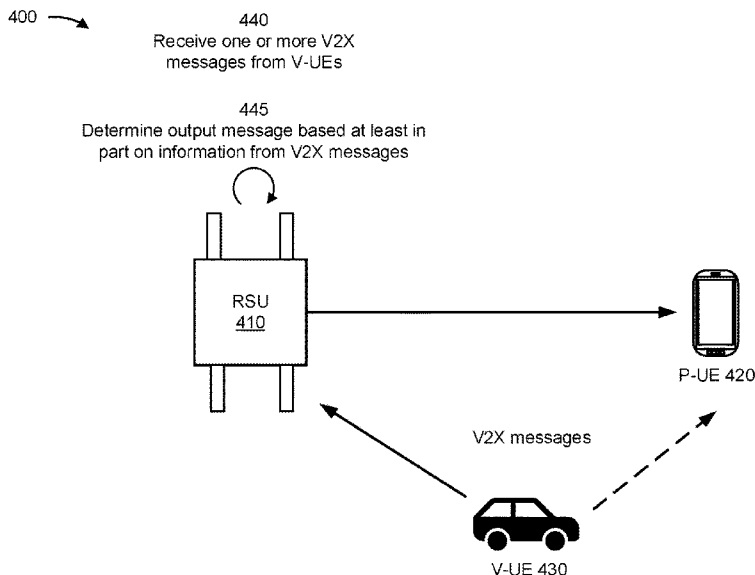 400
440
Receive one or more V2X
messages from V-UEs
445
Determine output message based at least in
part on information from V2X messages
RSU
410
P-UE 420
V2X messages
V-UE 430